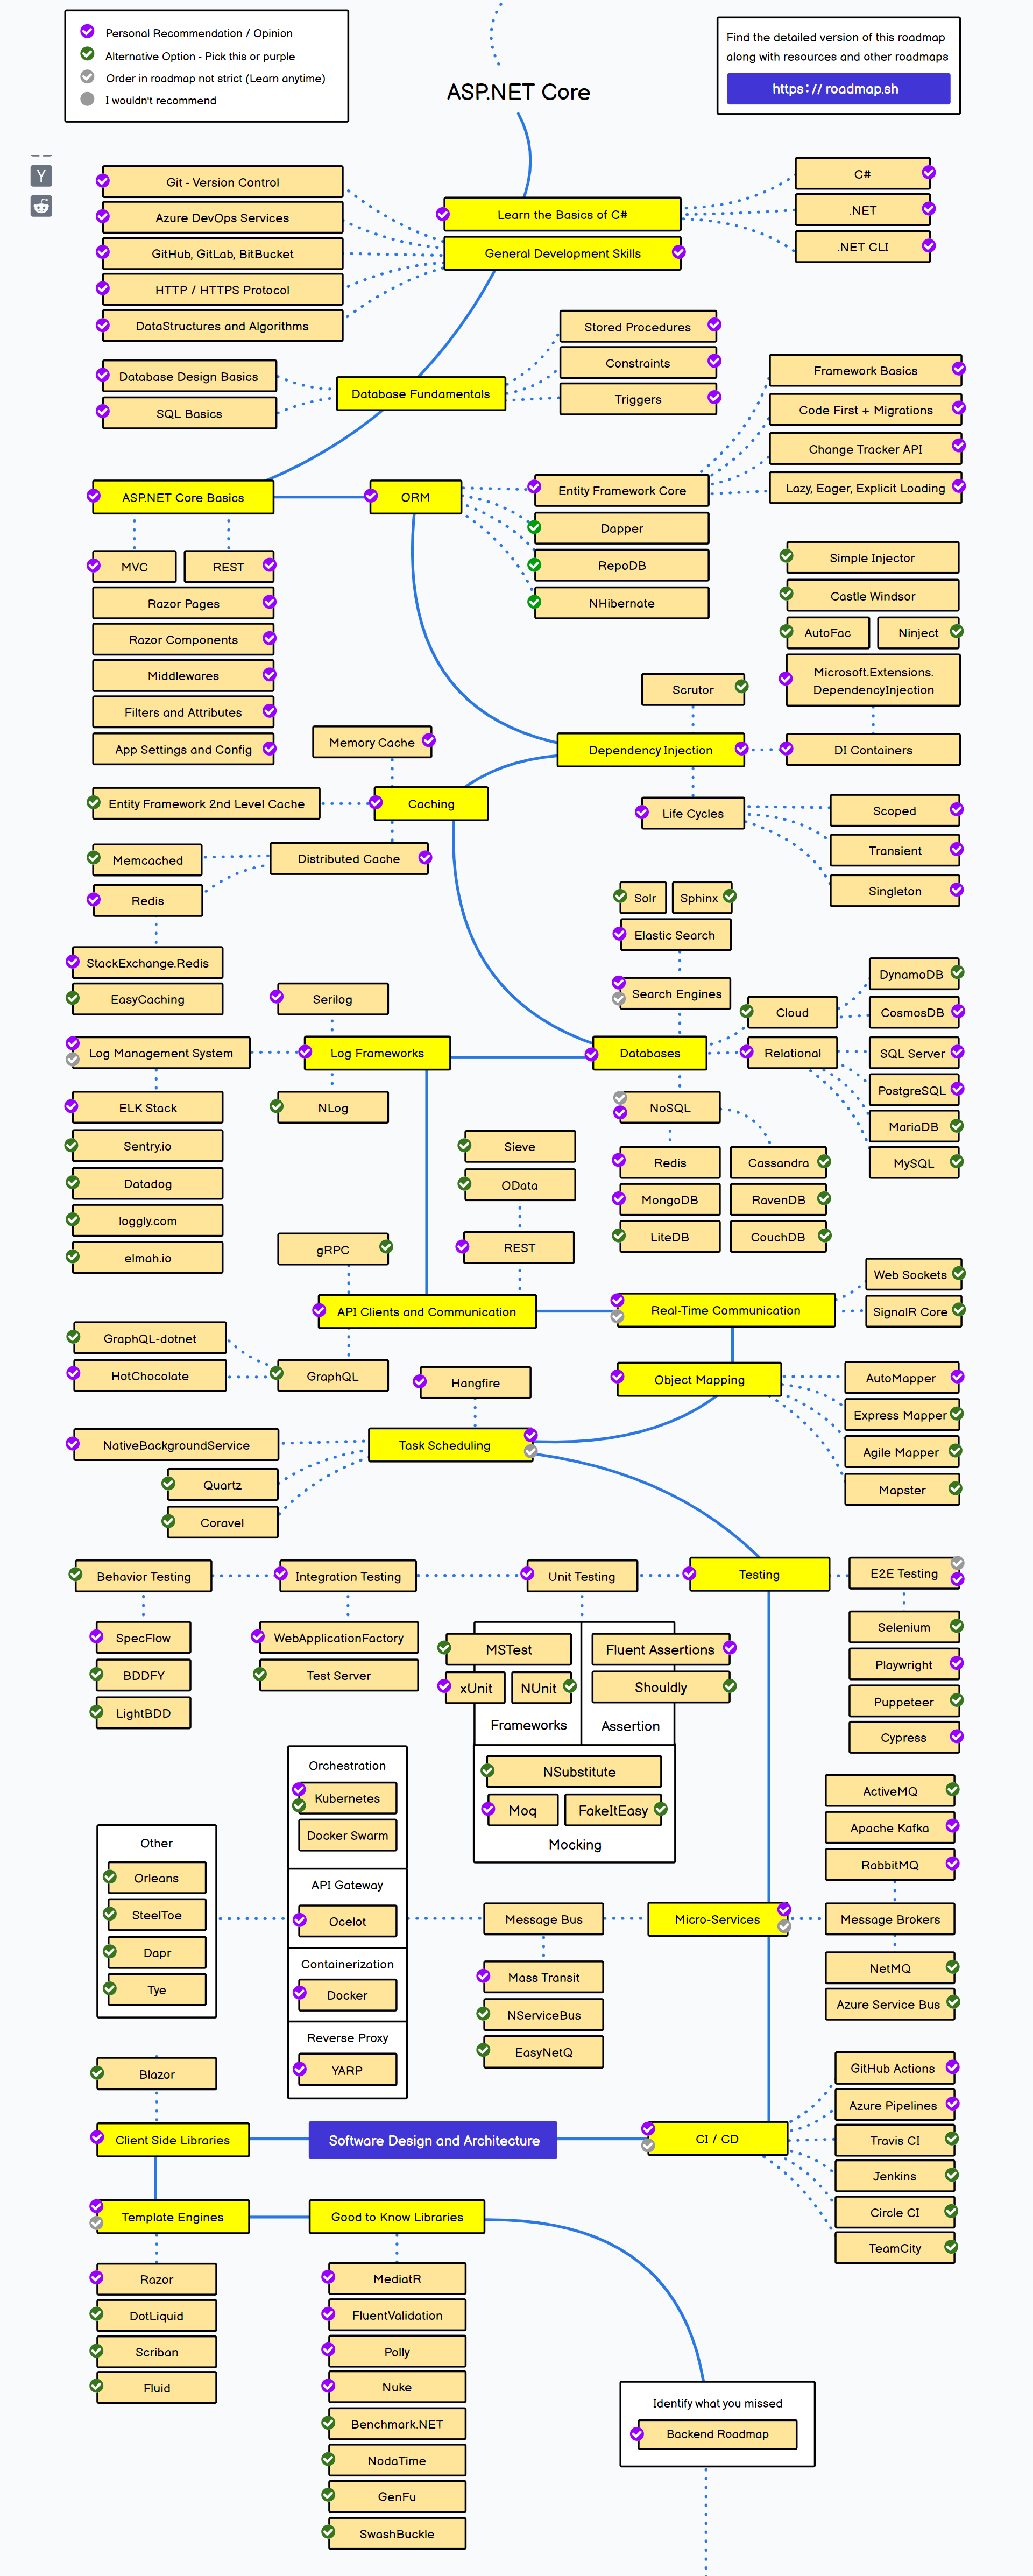 Personal Recommendation / Opinion
Alternative Option - Pick this or purple
Order in roadmap not strict (Learn anytime)
I wouldn't recommend
Find the detailed version of this roadmap
along with resources and other roadmaps
https://roadmap.sh
ASP.NET Core
Y
Git - Version Control
Azure DevOps Services
GitHub, GitLab, BitBucket
HTTP / HTTPS Protocol
DataStructures and Algorithms
Learn the Basics of C#
General Development Skills
C#
.NET
.NET CLI
Database Design Basics
SQL Basics
Database Fundamentals
Stored Procedures
Constraints
Triggers
Framework Basics
Code First + Migrations
Change Tracker API
Lazy, Eager, Explicit Loading
ASP.NET Core Basics
ORM
Entity Framework Core
Dapper
RepoDB
NHibernate
MVC
REST
Razor Pages
Razor Components
Middlewares
Filters and Attributes
App Settings and Config
Simple Injector
Castle Windsor
AutoFac
Ninject
Microsoft.Extensions.
DependencyInjection
Scrutor
Dependency Injection
DI Containers
Life Cycles
Scoped
Transient
Singleton
Memory Cache
Entity Framework 2nd Level Cache
Caching
Memcached
Distributed Cache
Redis
StackExchange.Redis
EasyCaching
Solr
Sphinx
Elastic Search
Search Engines
Cloud
DynamoDB
CosmosDB
Serilog
Log Management System
Log Frameworks
Databases
Relational
SQL Server
PostgreSQL
MariaDB
MySQL
ELK Stack
Sentry.io
Datadog
loggly.com
elmah.io
NLog
NoSQL
Redis
Cassandra
MongoDB
RavenDB
LiteDB
CouchDB
Sieve
OData
REST
gRPC
API Clients and Communication
Real-Time Communication
Web Sockets
SignalR Core
GraphQL-dotnet
HotChocolate
GraphQL
Hangfire
Object Mapping
AutoMapper
Express Mapper
Agile Mapper
Mapster
NativeBackgroundService
Task Scheduling
Quartz
Coravel
Behavior Testing
Integration Testing
Unit Testing
Testing
E2E Testing
SpecFlow
BDDFY
LightBDD
WebApplicationFactory
Test Server
MSTest
xUnit
NUnit
Frameworks
Fluent Assertions
Shouldly
Assertion
NSubstitute
Moq
FakeItEasy
Mocking
Selenium
Playwright
Puppeteer
Cypress
Orchestration
Kubernetes
Docker Swarm
API Gateway
Ocelot
Containerization
Docker
Reverse Proxy
YARP
Other
Orleans
SteelToe
Dapr
Tye
Message Bus
Mass Transit
NServiceBus
EasyNetQ
Micro-Services
ActiveMQ
Apache Kafka
RabbitMQ
Message Brokers
NetMQ
Azure Service Bus
Blazor
Client Side Libraries
Software Design and Architecture
CI / CD
GitHub Actions
Azure Pipelines
Travis CI
Jenkins
Circle CI
TeamCity
Template Engines
Good to Know Libraries
Razor
DotLiquid
Scriban
Fluid
MediatR
FluentValidation
Polly
Nuke
Benchmark.NET
NodaTime
GenFu
SwashBuckle
Identify what you missed
Backend Roadmap